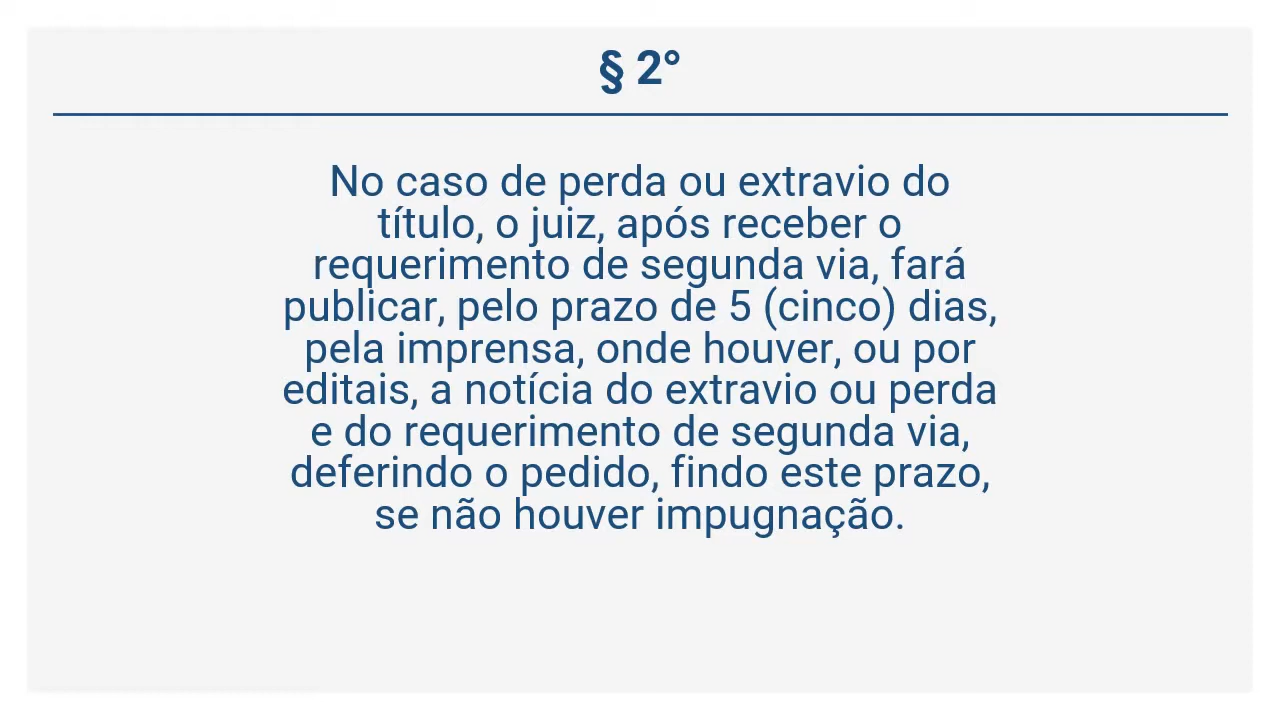 § 2°
No caso de perda ou extravio do
título, o juiz, após receber o
requerimento de segunda via, fará
publicar, pelo prazo de 5 (cinco) dias,
pela imprensa, onde houver, ou por
editais, a notícia do extravio ou perda
e do requerimento de segunda via,
deferindo o pedido, findo este prazo,
se não houver impugnação.